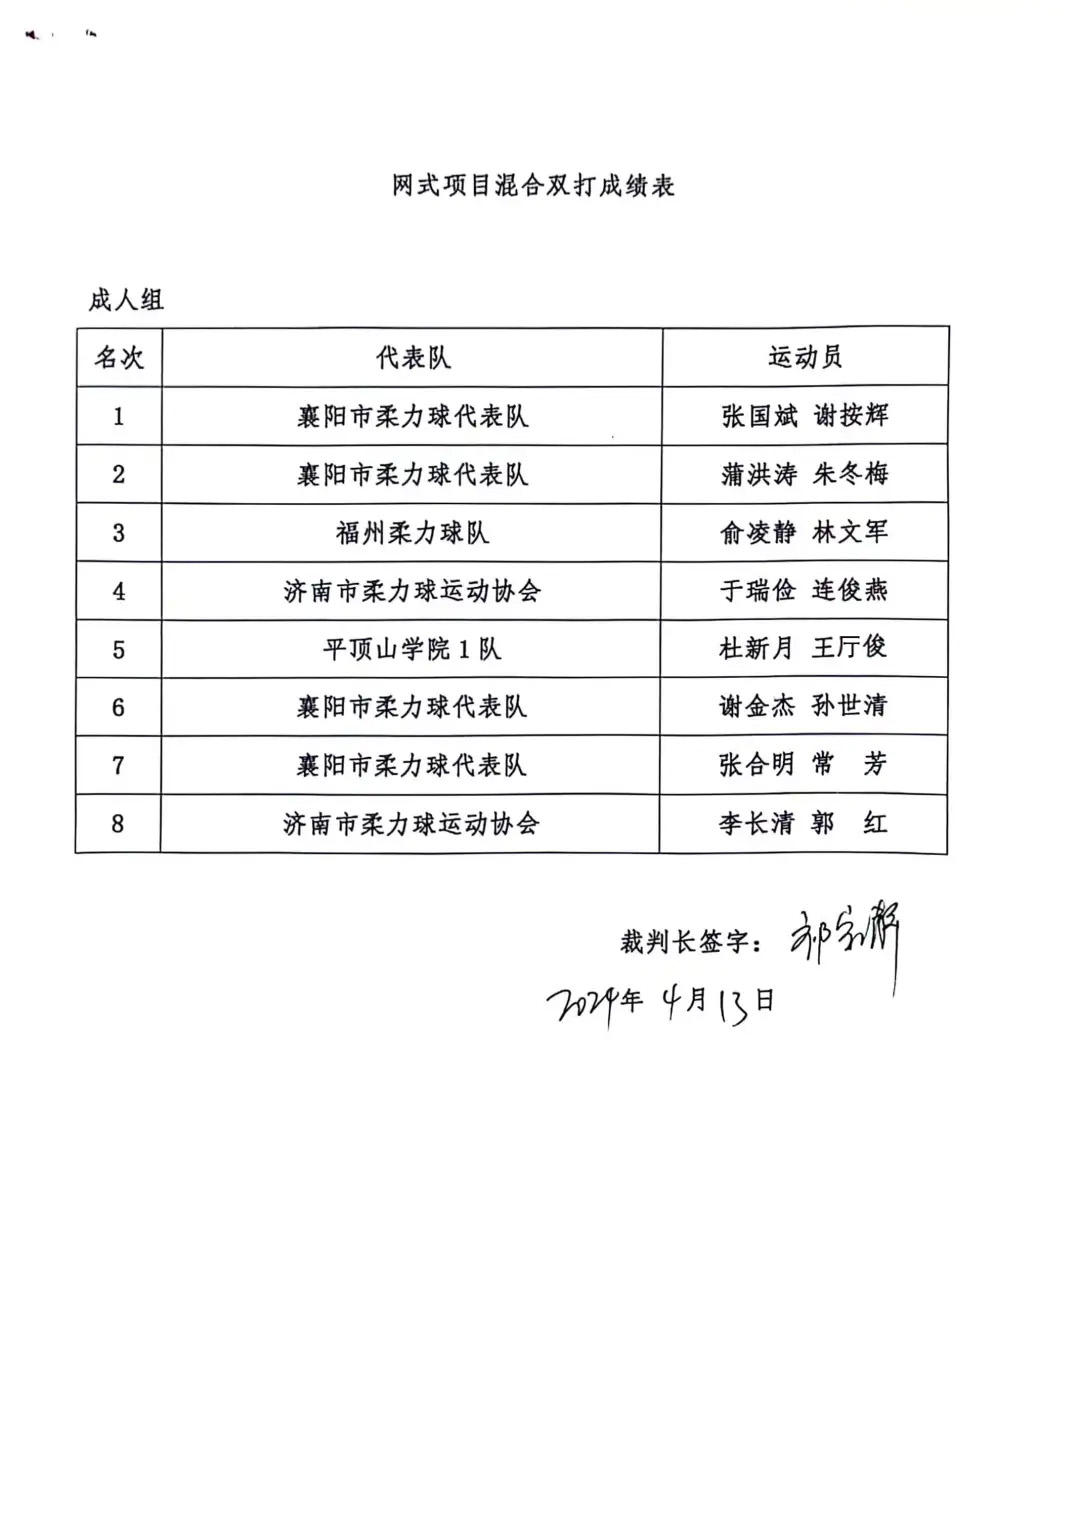 网式项目混合双打成绩表
成人组
名次 代表队 运动员
1 襄阳市柔力球代表队 张国斌 谢按辉
2 襄阳市柔力球代表队 蒲洪涛 朱冬梅
3 福州柔力球队 俞凌静 林文军
4 济南市柔力球运动协会 于瑞俭 连俊燕
5 平顶山学院1队 杜新月 王厅俊
6 襄阳市柔力球代表队 谢金杰 孙世清
7 襄阳市柔力球代表队 张合明 常 芳
8 济南市柔力球运动协会 李长清 郭 红
裁判长签字:
2024年 4月13日